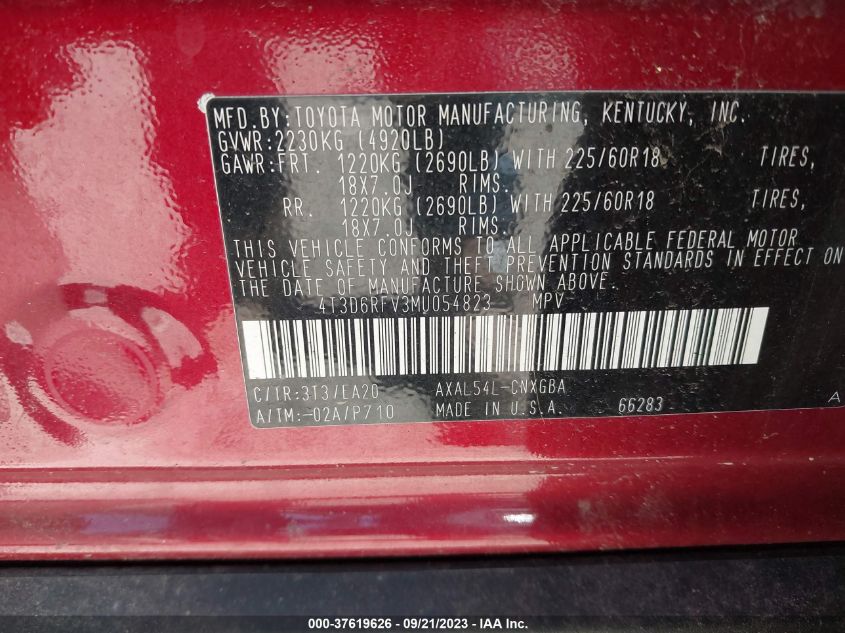 MFD.BY:TOYOTA MOTOR MANUFACTURING, KENTUCKY, INC.
GVWR:2230KG (4920LB)
GAWR:FRT. 1220KG (2690LB) WITH 225/60R18 TIRES,
18X7.0J RIMS.
RR. 1220KG (2690LB) WITH 225/60R18 TIRES,
18X7.0J RIMS.
THIS VEHICLE CONFORMS TO ALL APPLICABLE FEDERAL MOTOR
VEHICLE SAFETY AND THEFT PREVENTION STANDARDS IN EFFECT ON
THE DATE OF MANUFACTURE SHOWN ABOVE.
4T3D6RFV3MU054823 MPV
C/TR:3T3/EA20 AXAL54L-CNXGBA
A/TM:-02A/P710 MADE IN U.S.A. 66283 A
000-37619626 - 09/21/2023 - IAA Inc.